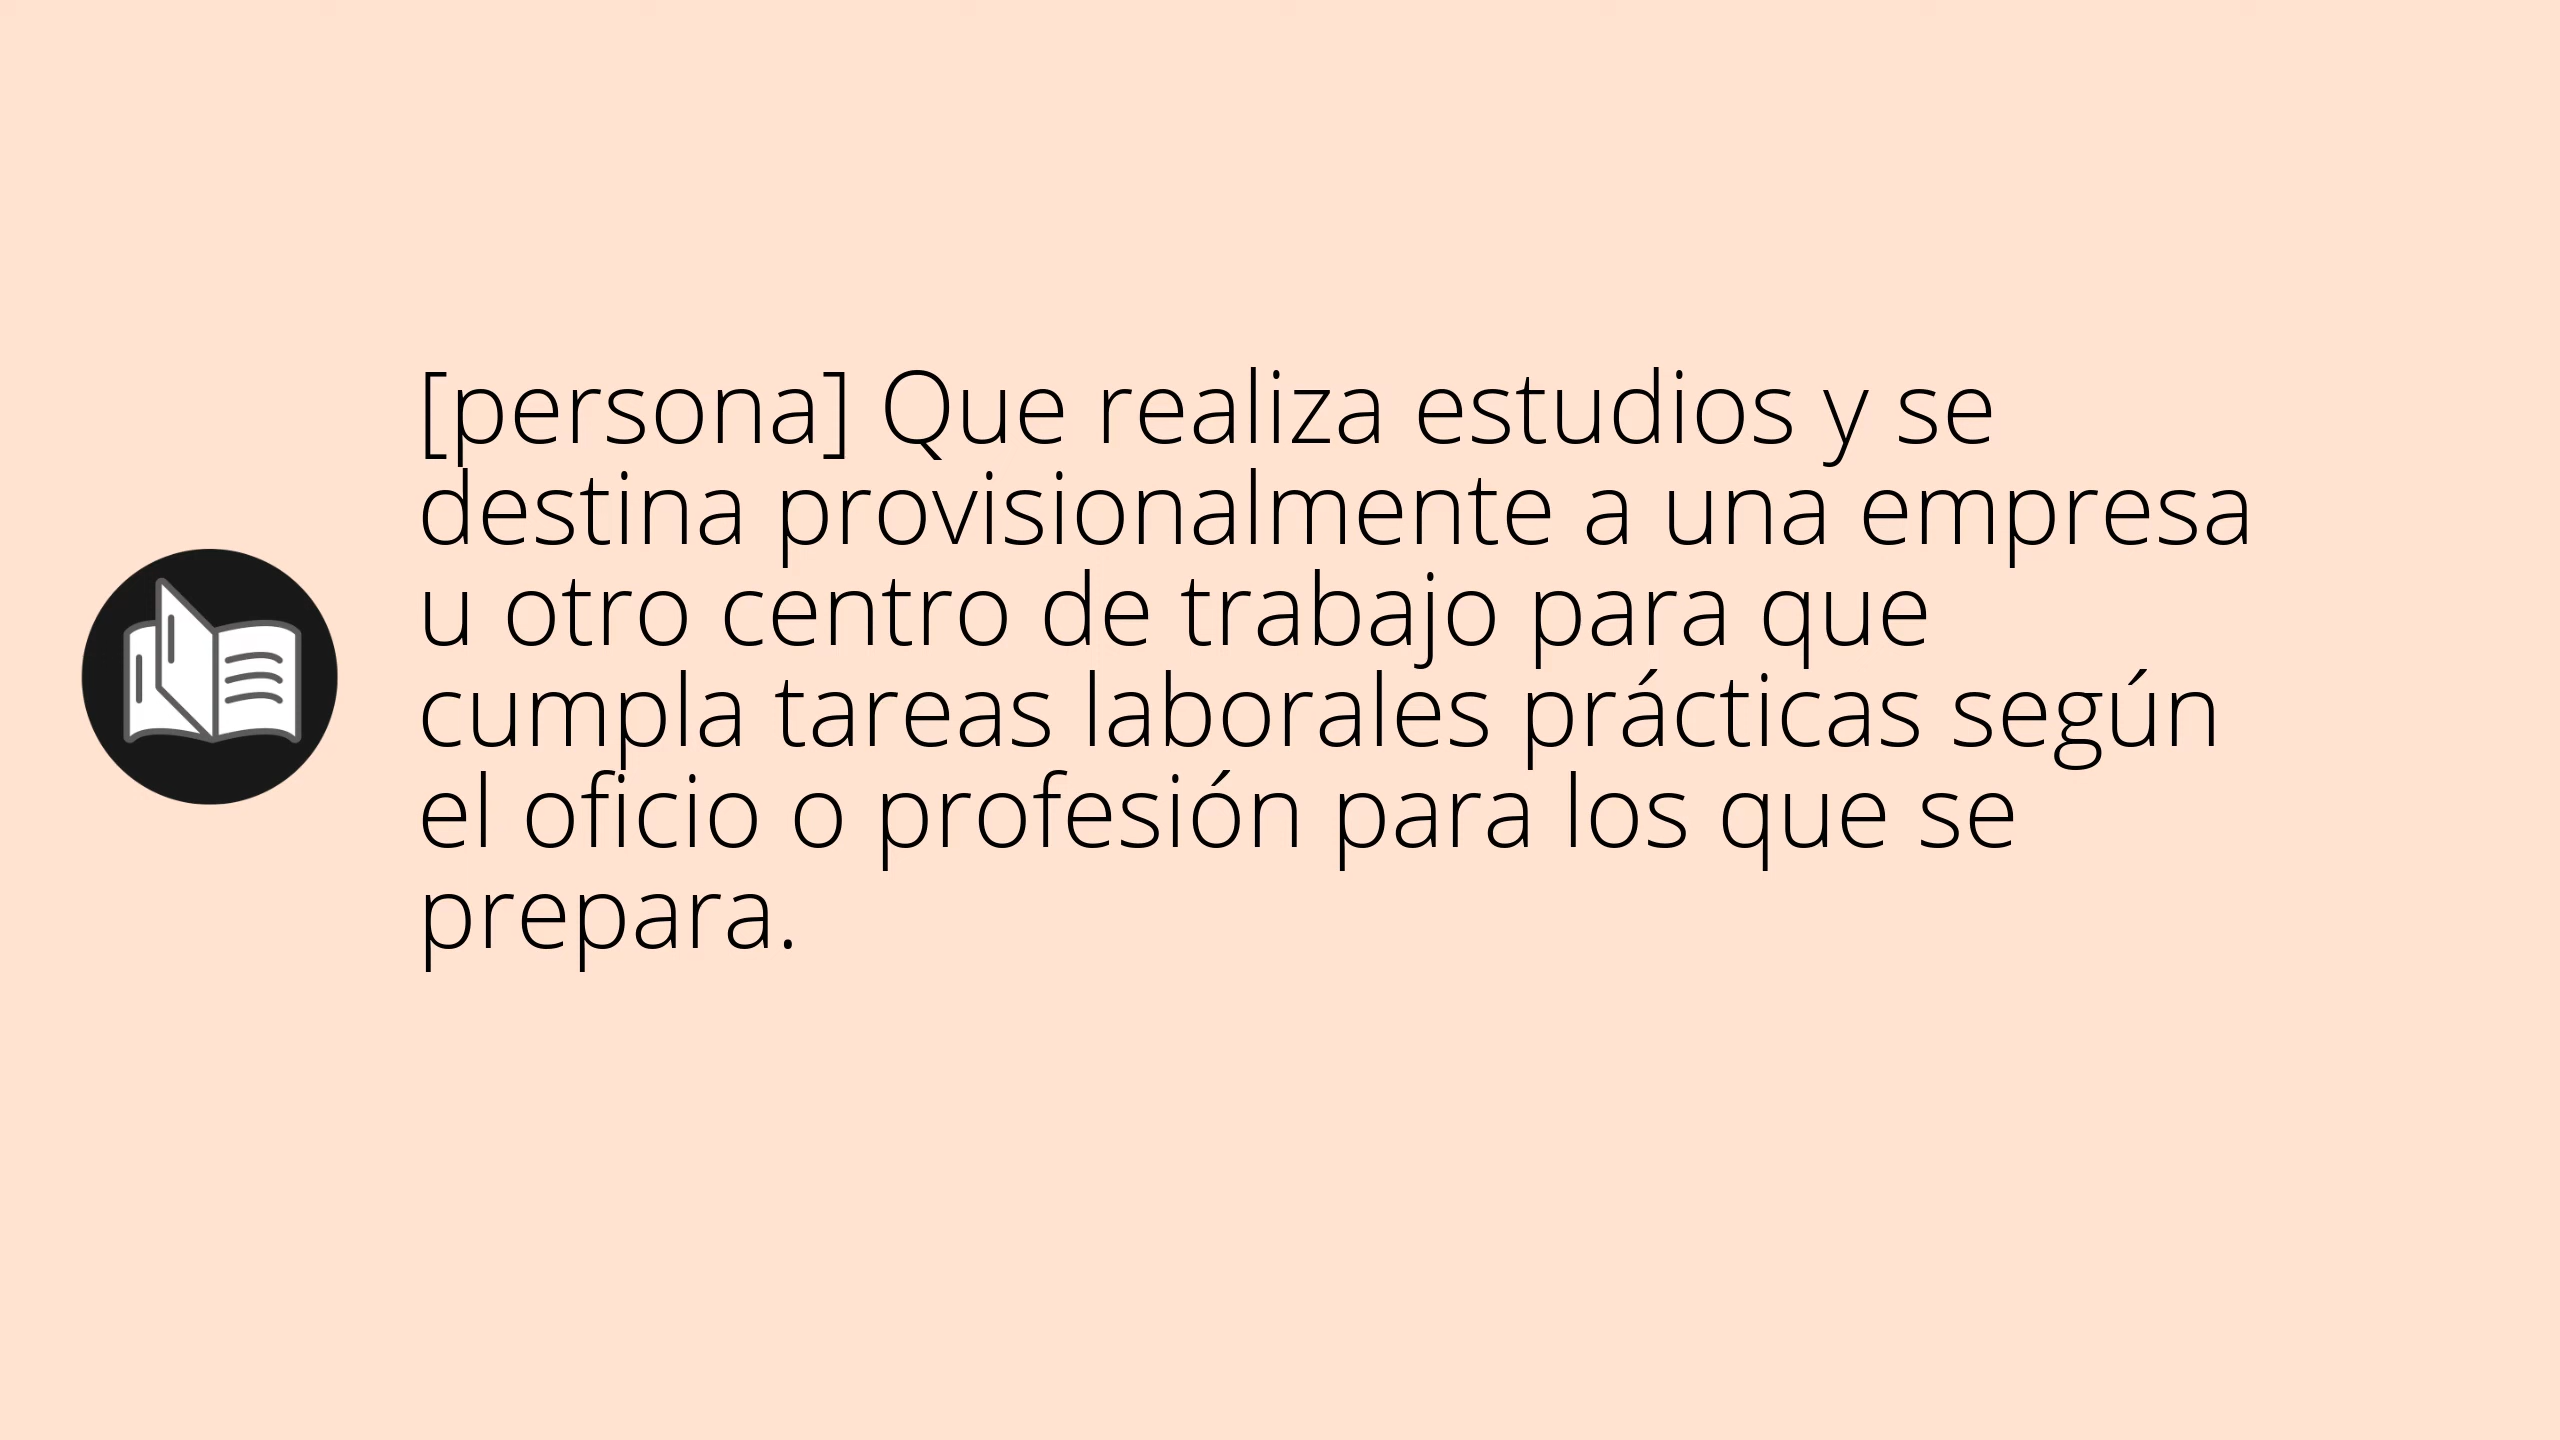 [persona] Que realiza estudios y se
destina provisionalmente a una empresa
u otro centro de trabajo para que
cumpla tareas laborales prácticas según
el oficio o profesión para los que se
prepara.